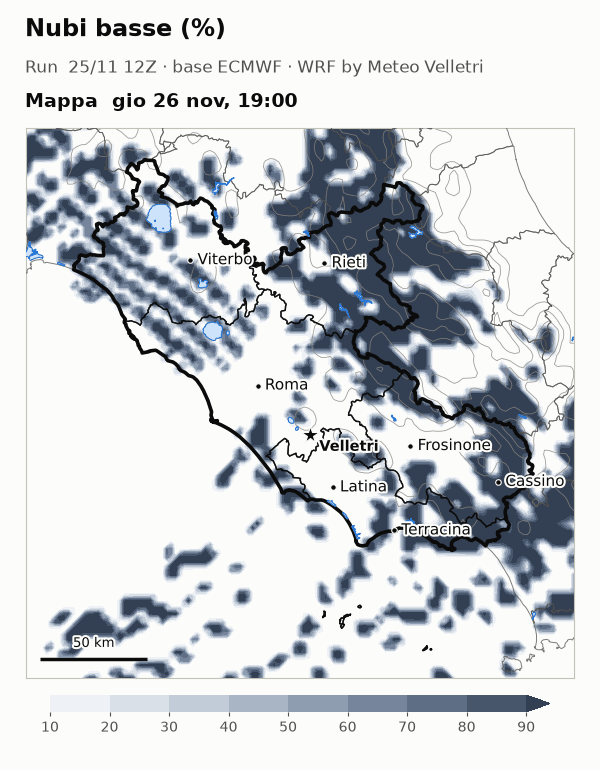 Nubi basse (%)
Run 25/11 12Z · base ECMWF · WRF by Meteo Velletri
Mappa gio 26 nov, 19:00
Viterbo
Rieti
Roma
Velletri
Frosinone
Cassino
Latina
Terracina
50 km
10 20 30 40 50 60 70 80 90